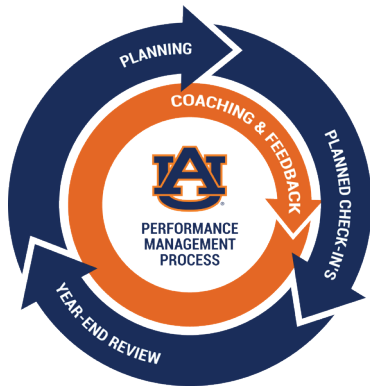 PLANNING
COACHING & FEEDBACK
PLANNED CHECK-IN'S
AU
PERFORMANCE
MANAGEMENT
PROCESS
YEAR-END REVIEW